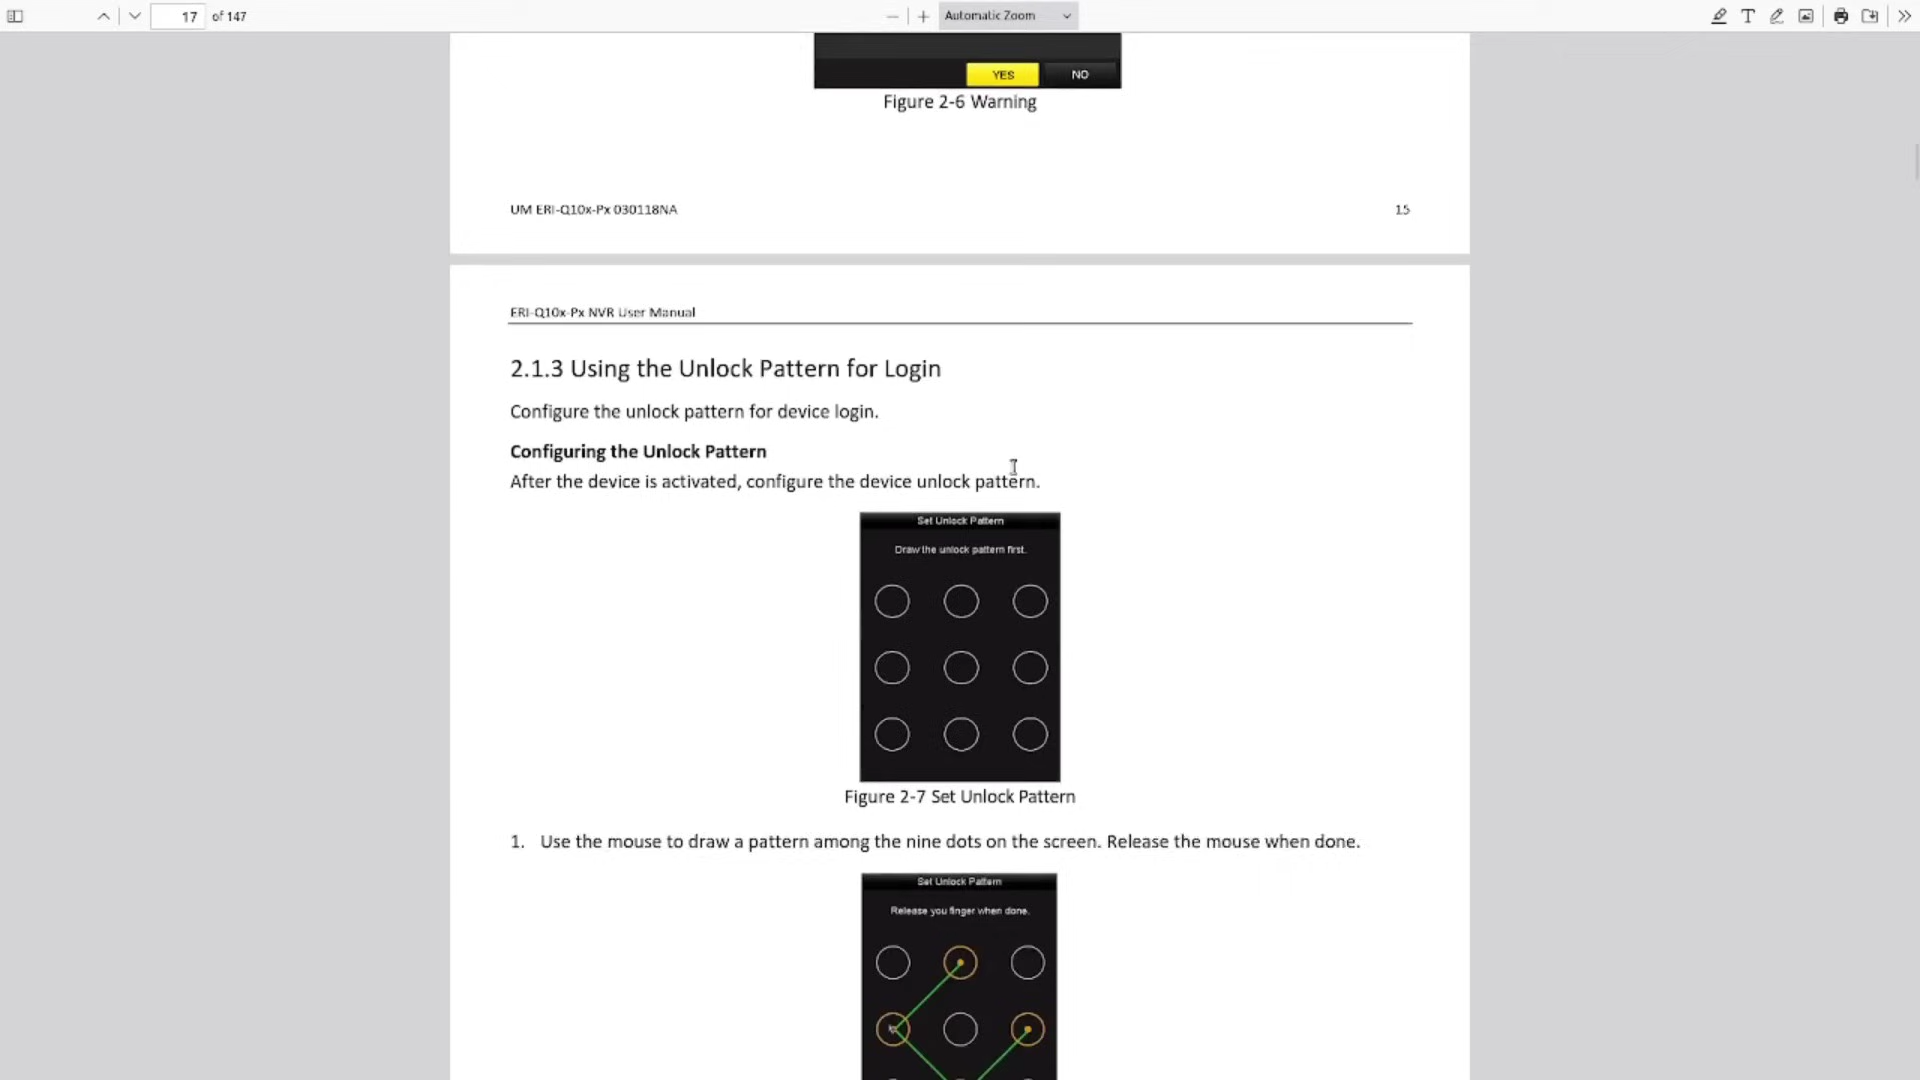 17 of 147 Automatic Zoom
YES NO
Figure 2-6 Warning
UM ERI-Q10x-Px 030118NA 15
ERI-Q10x-Px NVR User Manual
2.1.3 Using the Unlock Pattern for Login
Configure the unlock pattern for device login.
Configuring the Unlock Pattern
After the device is activated, configure the device unlock pattern.
Set Unlock Pattern
Draw the unlock pattern first.
Figure 2-7 Set Unlock Pattern
1. Use the mouse to draw a pattern among the nine dots on the screen. Release the mouse when done.
Set Unlock Pattern
Release you finger when done.